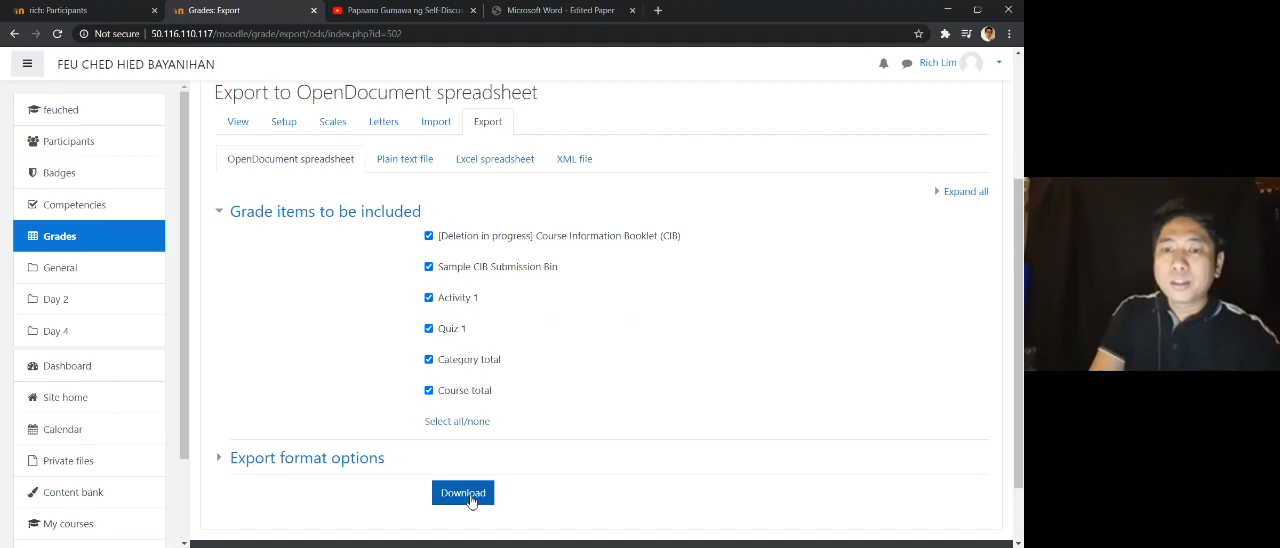 rich: Participants
Grades: Export
Papaano Gumawa ng Self-Discus
Microsoft Word - Edited Paper
Not secure
50.116.110.117/moodle/grade/export/ods/index.php?id=502
FEU CHED HIED BAYANIHAN
Rich Lim
feuched
Participants
Badges
Competencies
Grades
General
Day 2
Day 4
Dashboard
Site home
Calendar
Private files
Content bank
My courses
Export to OpenDocument spreadsheet
View
Setup
Scales
Letters
Import
Export
OpenDocument spreadsheet
Plain text file
Excel spreadsheet
XML file
Expand all
Grade items to be included
[Deletion in progress] Course Information Booklet (CIB)
Sample CIB Submission Bin
Activity 1
Quiz 1
Category total
Course total
Select all/none
Export format options
Download